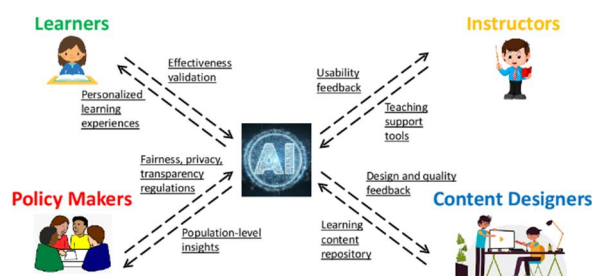 Learners
Instructors
Effectiveness
validation
Usability
feedback
Personalized
learning
experiences
Teaching
support
tools
AI
Fairness, privacy,
transparency
regulations
Design and quality
feedback
Policy Makers
Content Designers
Population-level
insights
Learning
content
repository